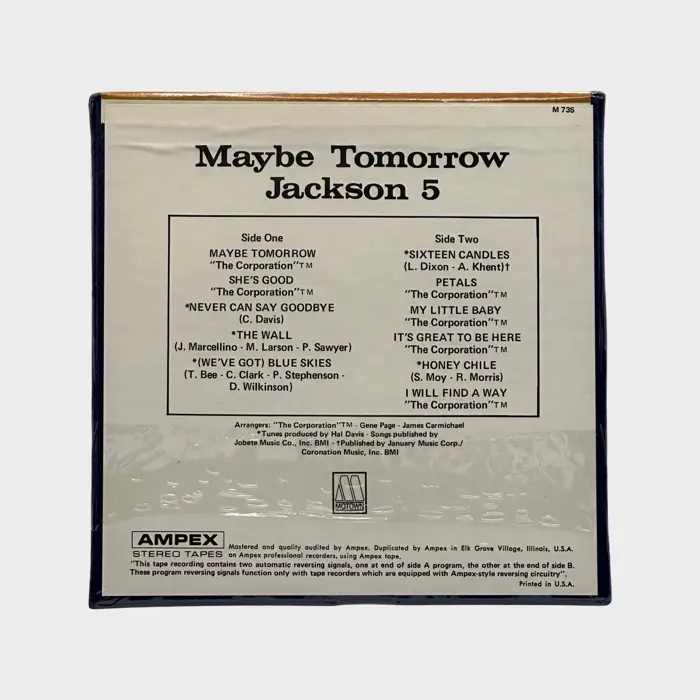 M 735
Maybe Tomorrow
Jackson 5
Side One
MAYBE TOMORROW
"The Corporation"TM
SHE'S GOOD
"The Corporation"TM
*NEVER CAN SAY GOODBYE
(C. Davis)
*THE WALL
(J. Marcellino - M. Larson - P. Sawyer)
*(WE'VE GOT) BLUE SKIES
(T. Bee - C. Clark - P. Stephenson -
D. Wilkinson)
Side Two
*SIXTEEN CANDLES
(L. Dixon - A. Khent)†
PETALS
"The Corporation"TM
MY LITTLE BABY
"The Corporation"TM
IT'S GREAT TO BE HERE
"The Corporation"TM
*HONEY CHILE
(S. Moy - R. Morris)
I WILL FIND A WAY
"The Corporation"TM
Arrangers: "The Corporation"TM - Gene Page - James Carmichael
*Tunes produced by Hal Davis - Songs published by
Jobete Music Co., Inc. BMI - †Published by January Music Corp./
Coronation Music, Inc. BMI
M
MOTOWN
AMPEX
STEREO TAPES
Mastered and quality audited by Ampex. Duplicated by Ampex in Elk Grove Village, Illinois, U.S.A.
on Ampex professional recorders, using Ampex tape.
"This tape recording contains two automatic reversing signals, one at end of side A program, the other at the end of side B.
These program reversing signals function only with tape recorders which are equipped with Ampex-style reversing circuitry".
Printed in U.S.A.